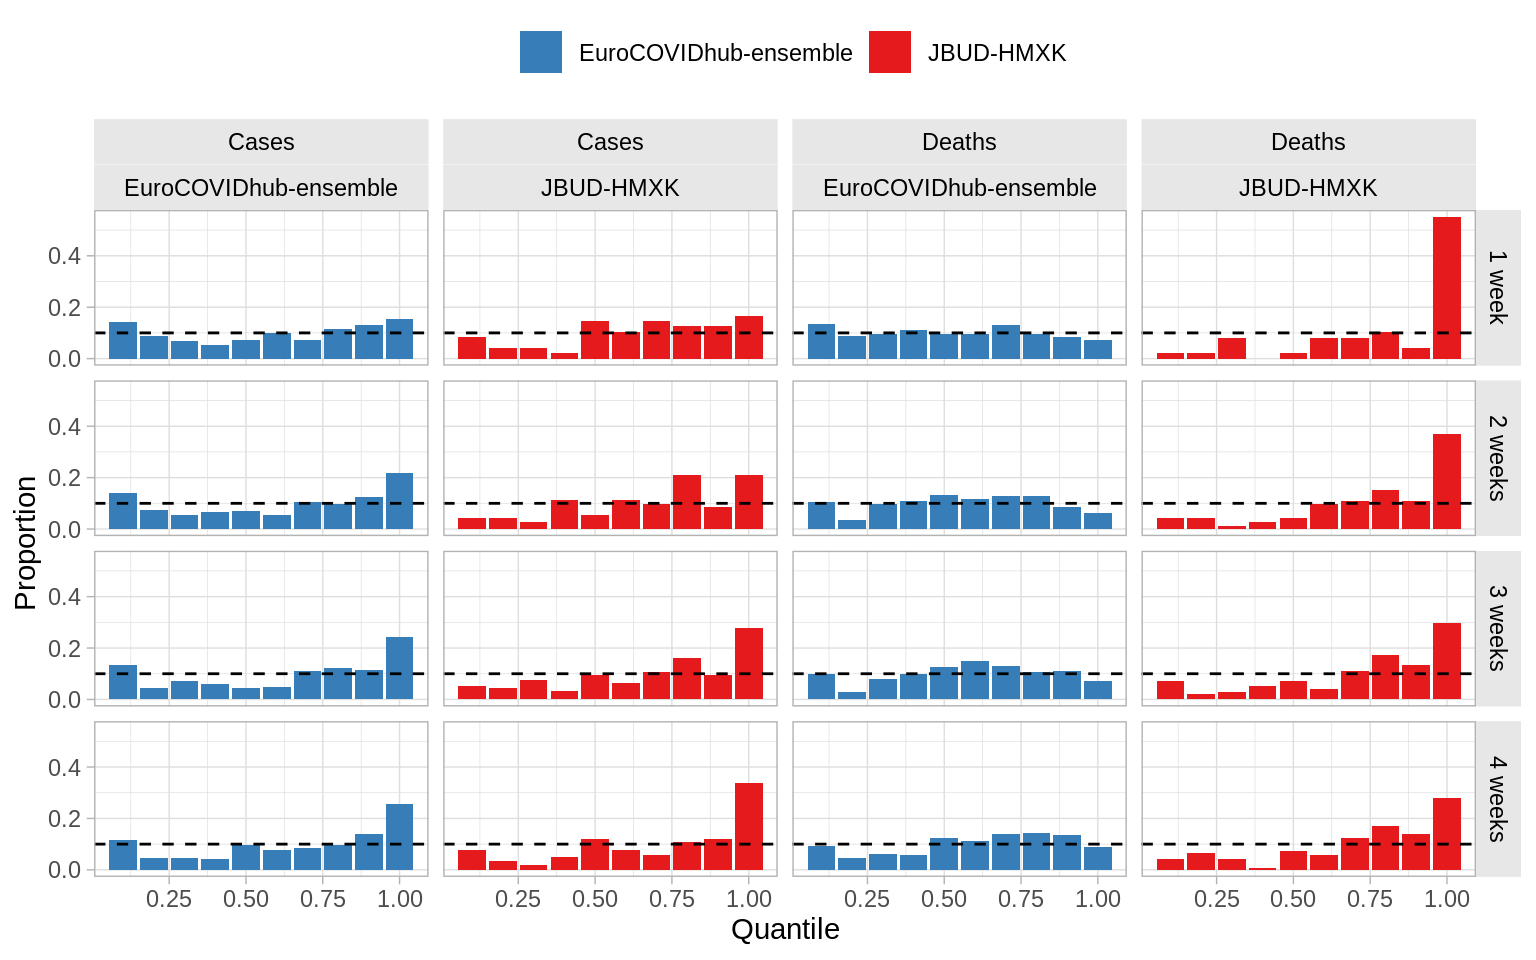 EuroCOVIDhub-ensemble JBUD-HMXK
Cases Cases Deaths Deaths
EuroCOVIDhub-ensemble JBUD-HMXK EuroCOVIDhub-ensemble JBUD-HMXK
0.4
0.2
0.0
1 week
0.4
0.2
0.0
2 weeks
0.4
0.2
0.0
3 weeks
0.4
0.2
0.0
4 weeks
Proportion
0.25 0.50 0.75 1.00 0.25 0.50 0.75 1.00 0.25 0.50 0.75 1.00 0.25 0.50 0.75 1.00
Quantile